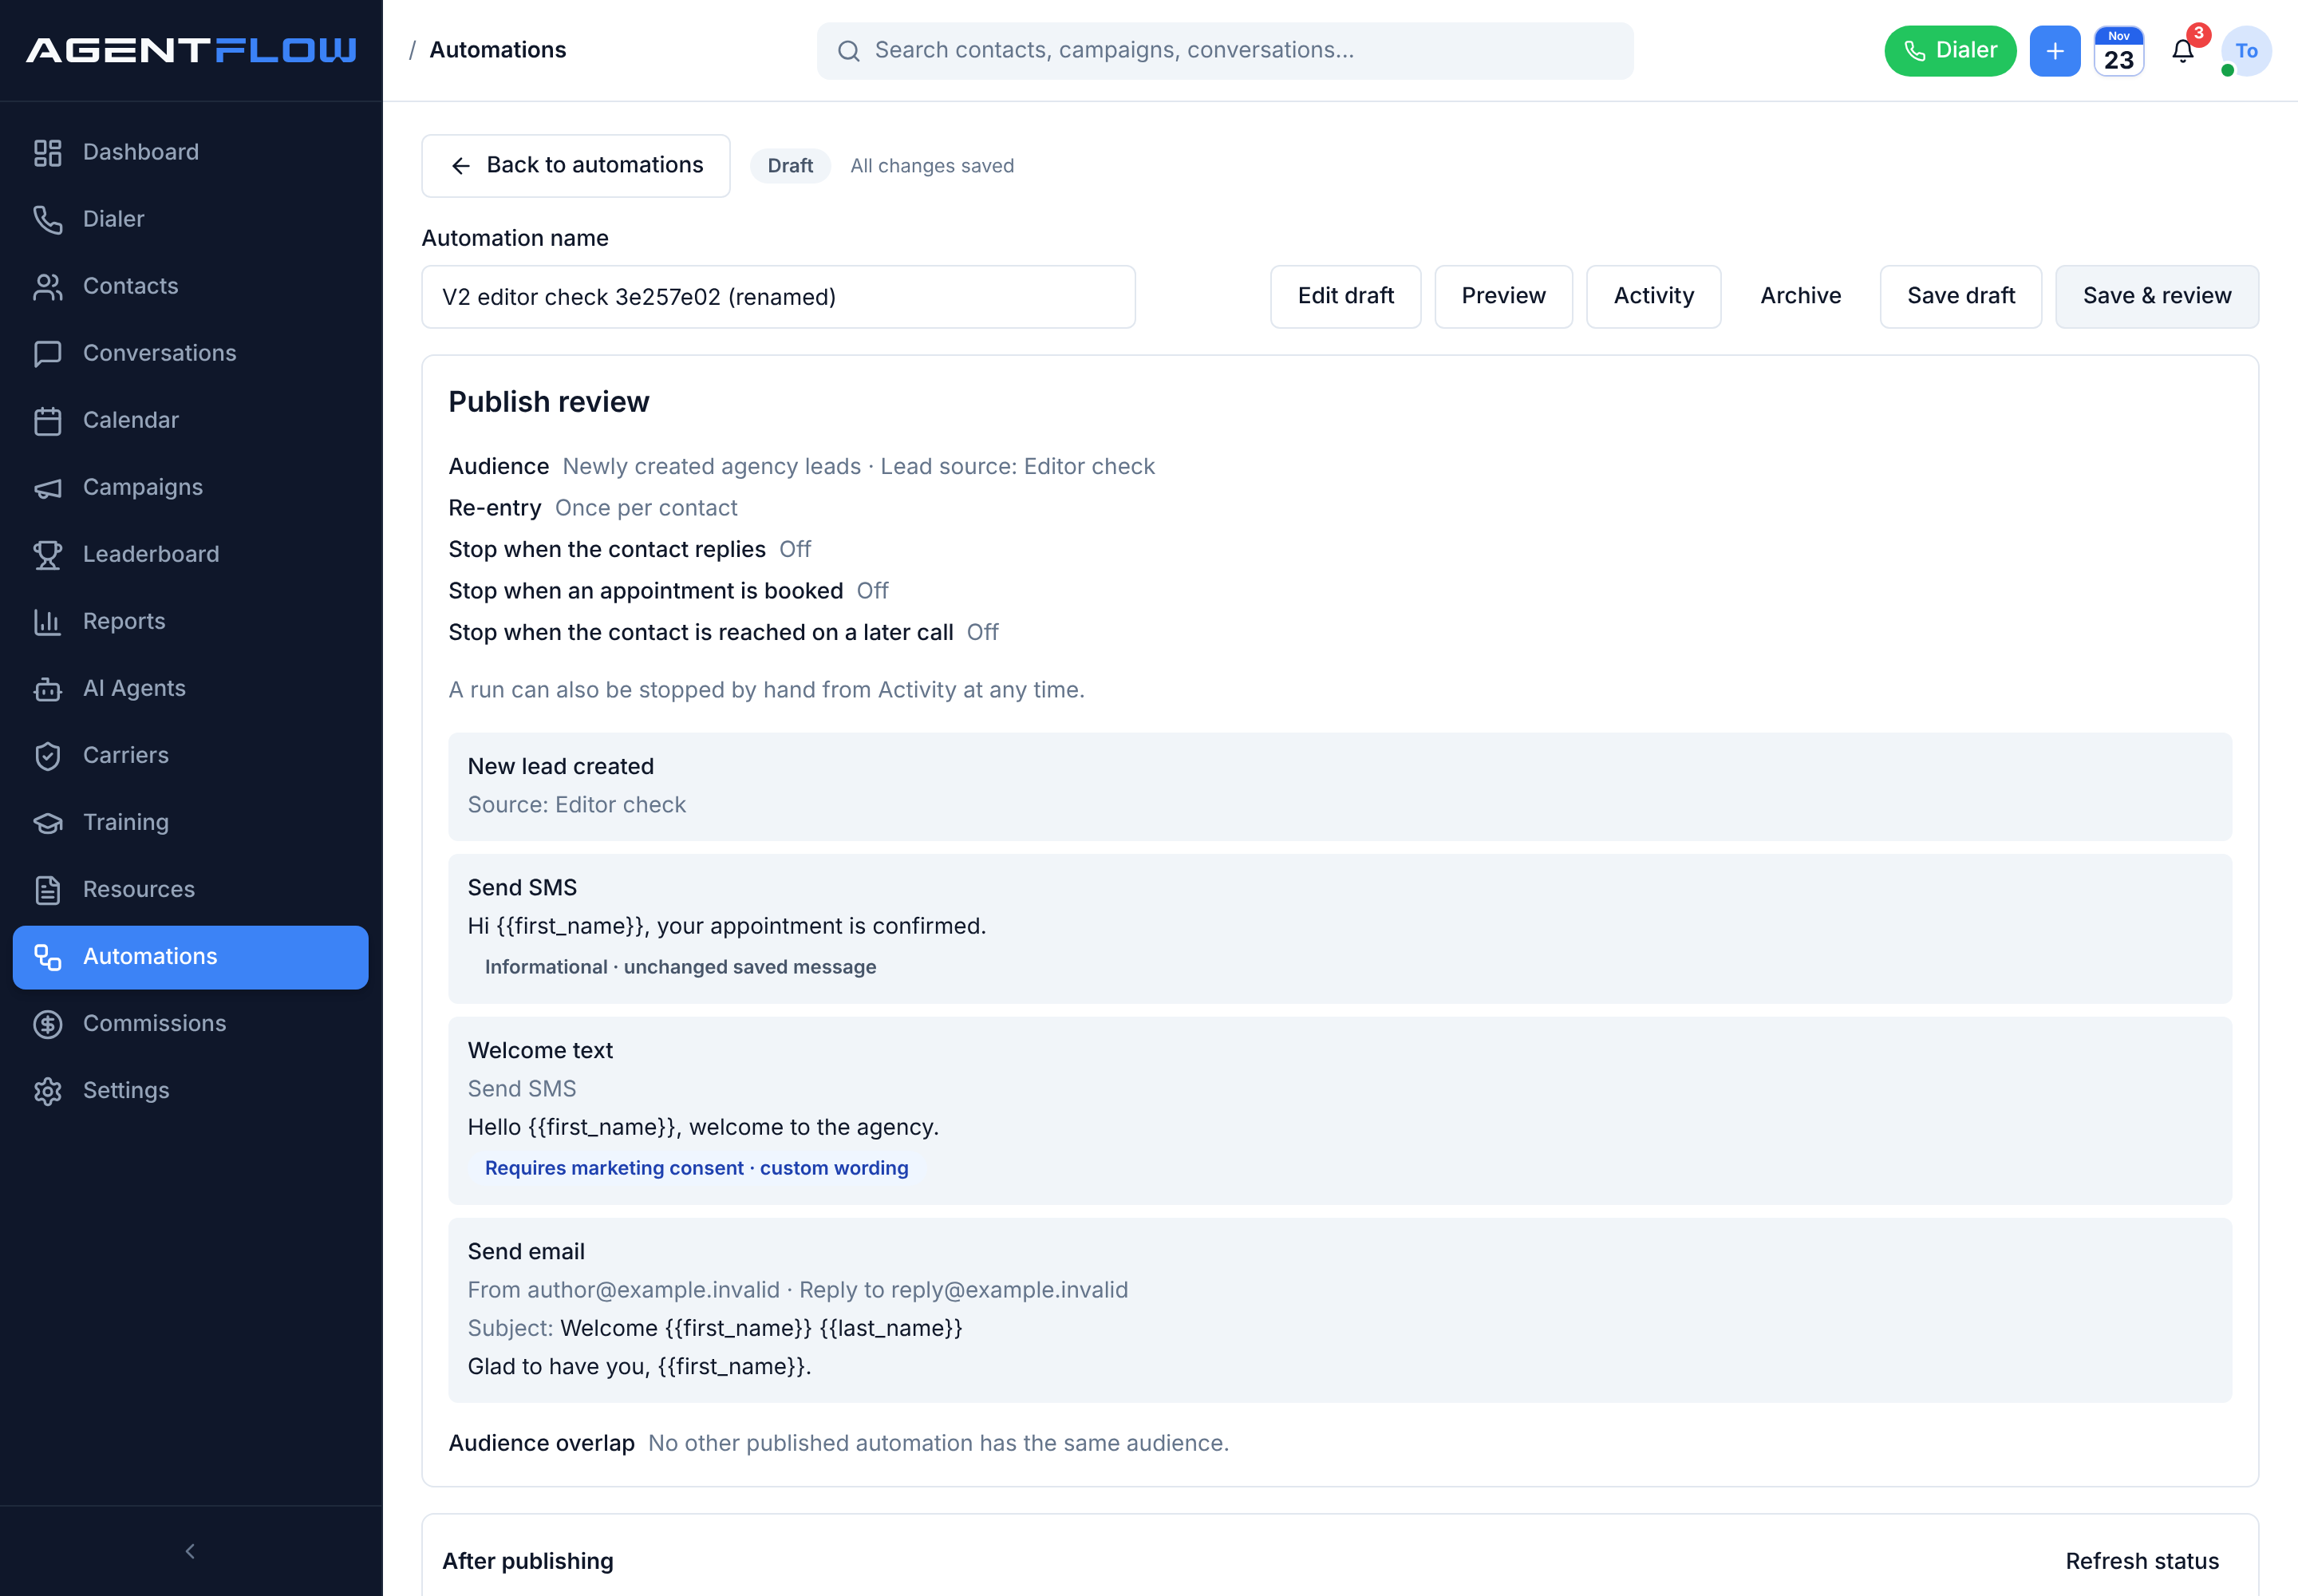 AGENTFLOW
/ Automations
Search contacts, campaigns, conversations...
Dialer
Nov
23
3
To
Dashboard
Dialer
Contacts
Conversations
Calendar
Campaigns
Leaderboard
Reports
AI Agents
Carriers
Training
Resources
Automations
Commissions
Settings
Back to automations
Draft
All changes saved
Automation name
V2 editor check 3e257e02 (renamed)
Edit draft
Preview
Activity
Archive
Save draft
Save & review
Publish review
Audience Newly created agency leads · Lead source: Editor check
Re-entry Once per contact
Stop when the contact replies Off
Stop when an appointment is booked Off
Stop when the contact is reached on a later call Off
A run can also be stopped by hand from Activity at any time.
New lead created
Source: Editor check
Send SMS
Hi {{first_name}}, your appointment is confirmed.
Informational · unchanged saved message
Welcome text
Send SMS
Hello {{first_name}}, welcome to the agency.
Requires marketing consent · custom wording
Send email
From author@example.invalid · Reply to reply@example.invalid
Subject: Welcome {{first_name}} {{last_name}}
Glad to have you, {{first_name}}.
Audience overlap No other published automation has the same audience.
After publishing
Refresh status